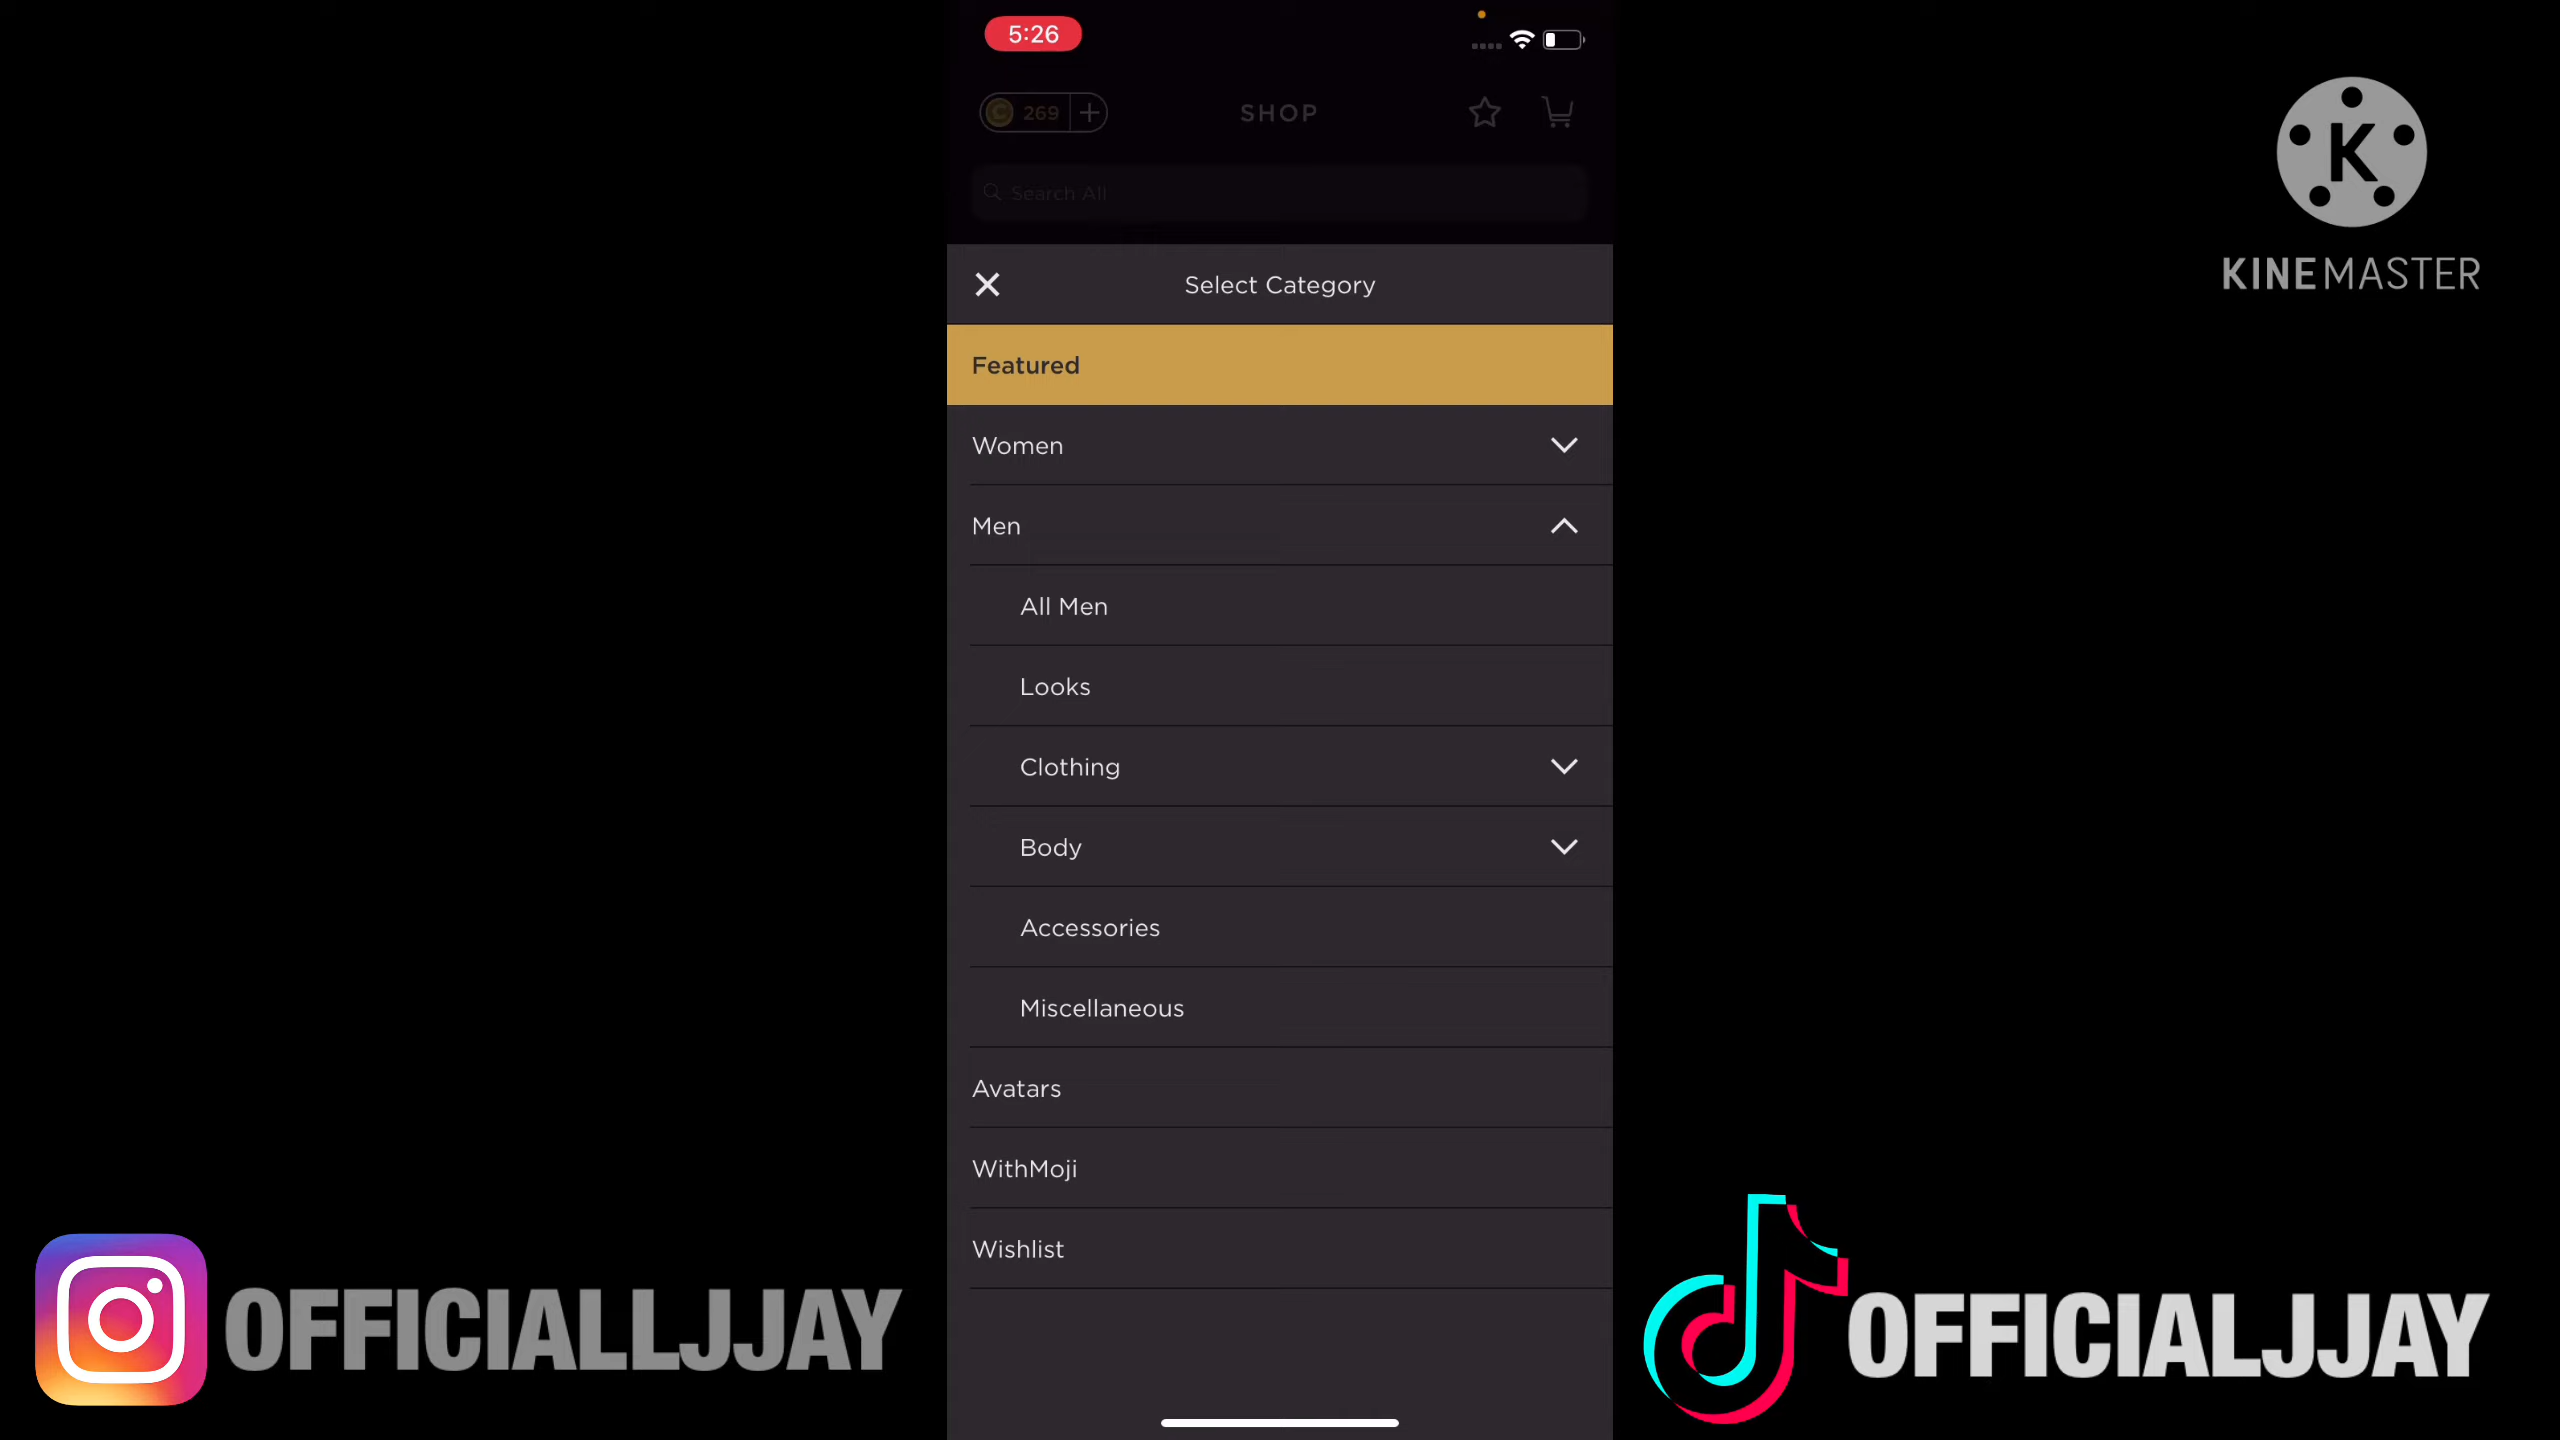 5:26
C 269 +
SHOP
Search All
Select Category
Featured
Women
Men
All Men
Looks
Clothing
Body
Accessories
Miscellaneous
Avatars
WithMoji
Wishlist
K
KINEMASTER
OFFICIALLJJAY
OFFICIALJJAY